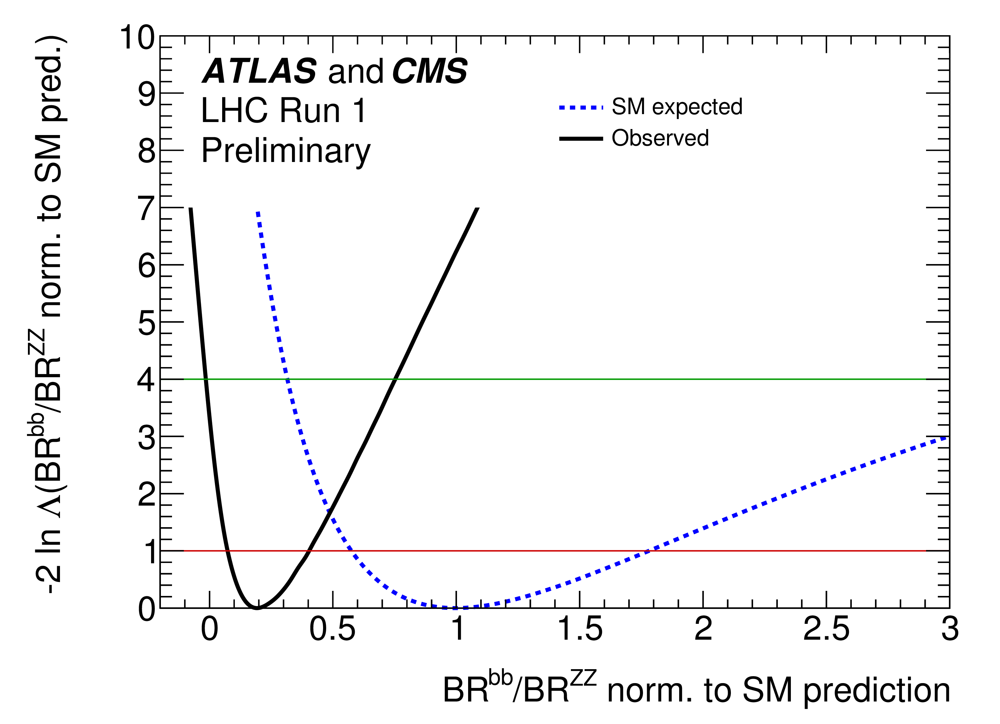 ATLAS and CMS
LHC Run 1
Preliminary
SM expected
Observed
-2 ln Λ(BR^bb/BR^ZZ norm. to SM pred.)
10
9
8
7
6
5
4
3
2
1
0
0 0.5 1 1.5 2 2.5 3
BR^bb/BR^ZZ norm. to SM prediction